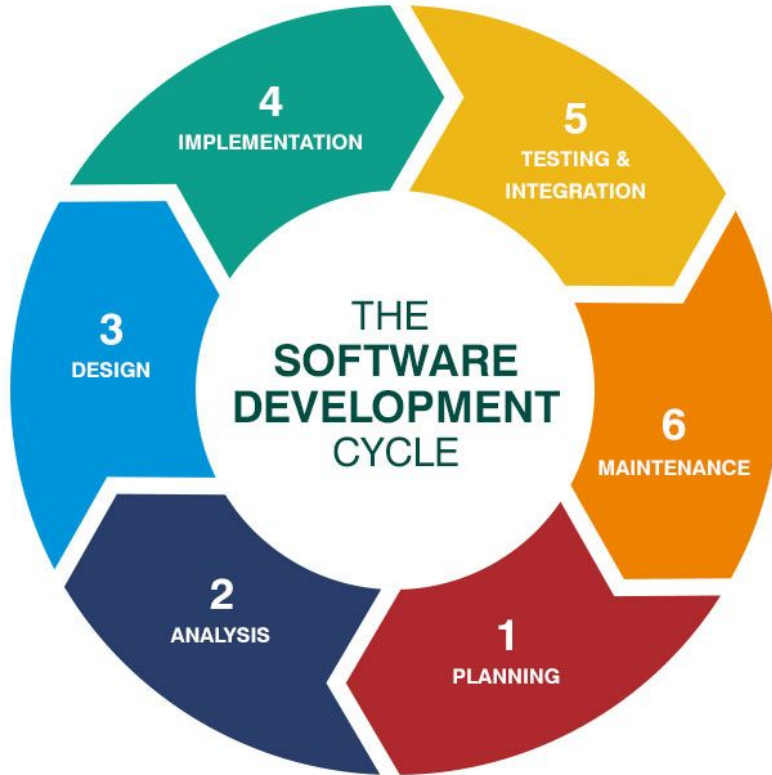 THE
SOFTWARE
DEVELOPMENT
CYCLE
1
PLANNING
2
ANALYSIS
3
DESIGN
4
IMPLEMENTATION
5
TESTING &
INTEGRATION
6
MAINTENANCE